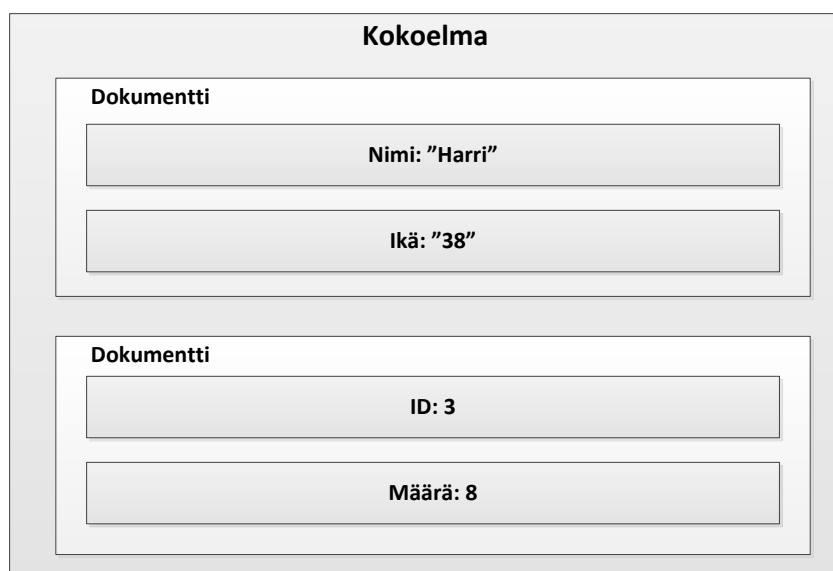 Kokoelma
Dokumentti
Nimi: ”Harri”
Ikä: ”38”
Dokumentti
ID: 3
Määrä: 8